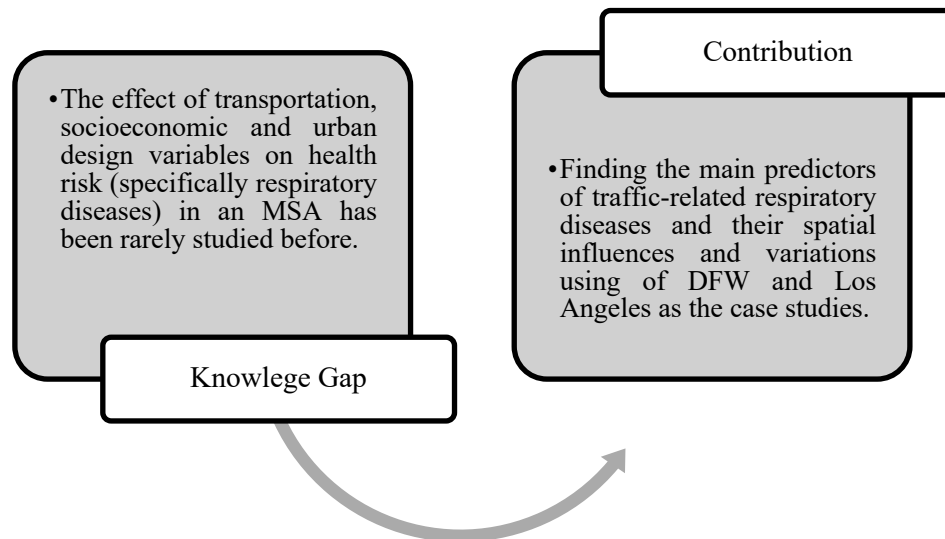 •The effect of transportation,
socioeconomic and urban
design variables on health
risk (specifically respiratory
diseases) in an MSA has
been rarely studied before.
Knowlege Gap
Contribution
•Finding the main predictors
of traffic-related respiratory
diseases and their spatial
influences and variations
using of DFW and Los
Angeles as the case studies.